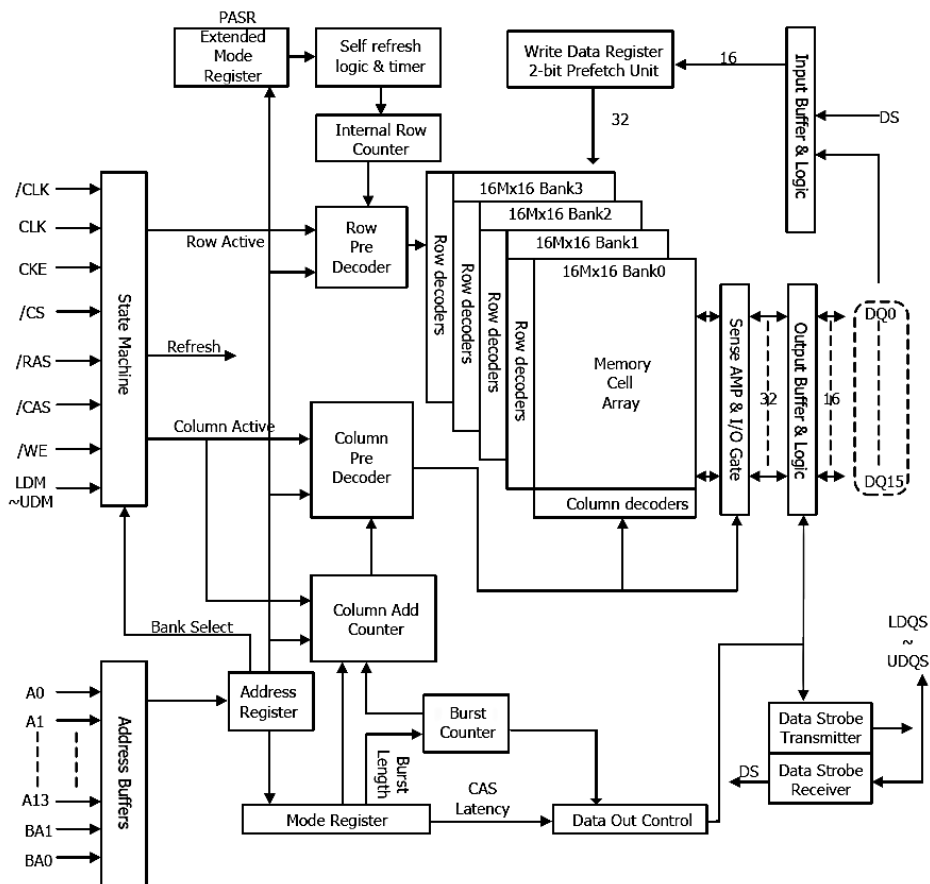 PASR
Extended
Mode
Register
Self refresh
logic & timer
Internal Row
Counter
Write Data Register
2-bit Prefetch Unit
16
32
Input Buffer & Logic
DS
/CLK
CLK
CKE
/CS
/RAS
/CAS
/WE
LDM
~UDM
State Machine
Row Active
Refresh
Column Active
Bank Select
Row
Pre
Decoder
Row decoders
Row decoders
Row decoders
Row decoders
16Mx16 Bank3
16Mx16 Bank2
16Mx16 Bank1
16Mx16 Bank0
Memory
Cell
Array
Column decoders
Sense AMP & I/O Gate
32
Output Buffer & Logic
16
DQ0
DQ15
Column
Pre
Decoder
Column Add
Counter
A0
A1
A13
BA1
BA0
Address Buffers
Address
Register
Burst
Counter
Burst
Length
Mode Register
CAS
Latency
Data Out Control
LDQS
~
UDQS
Data Strobe
Transmitter
DS
Data Strobe
Receiver